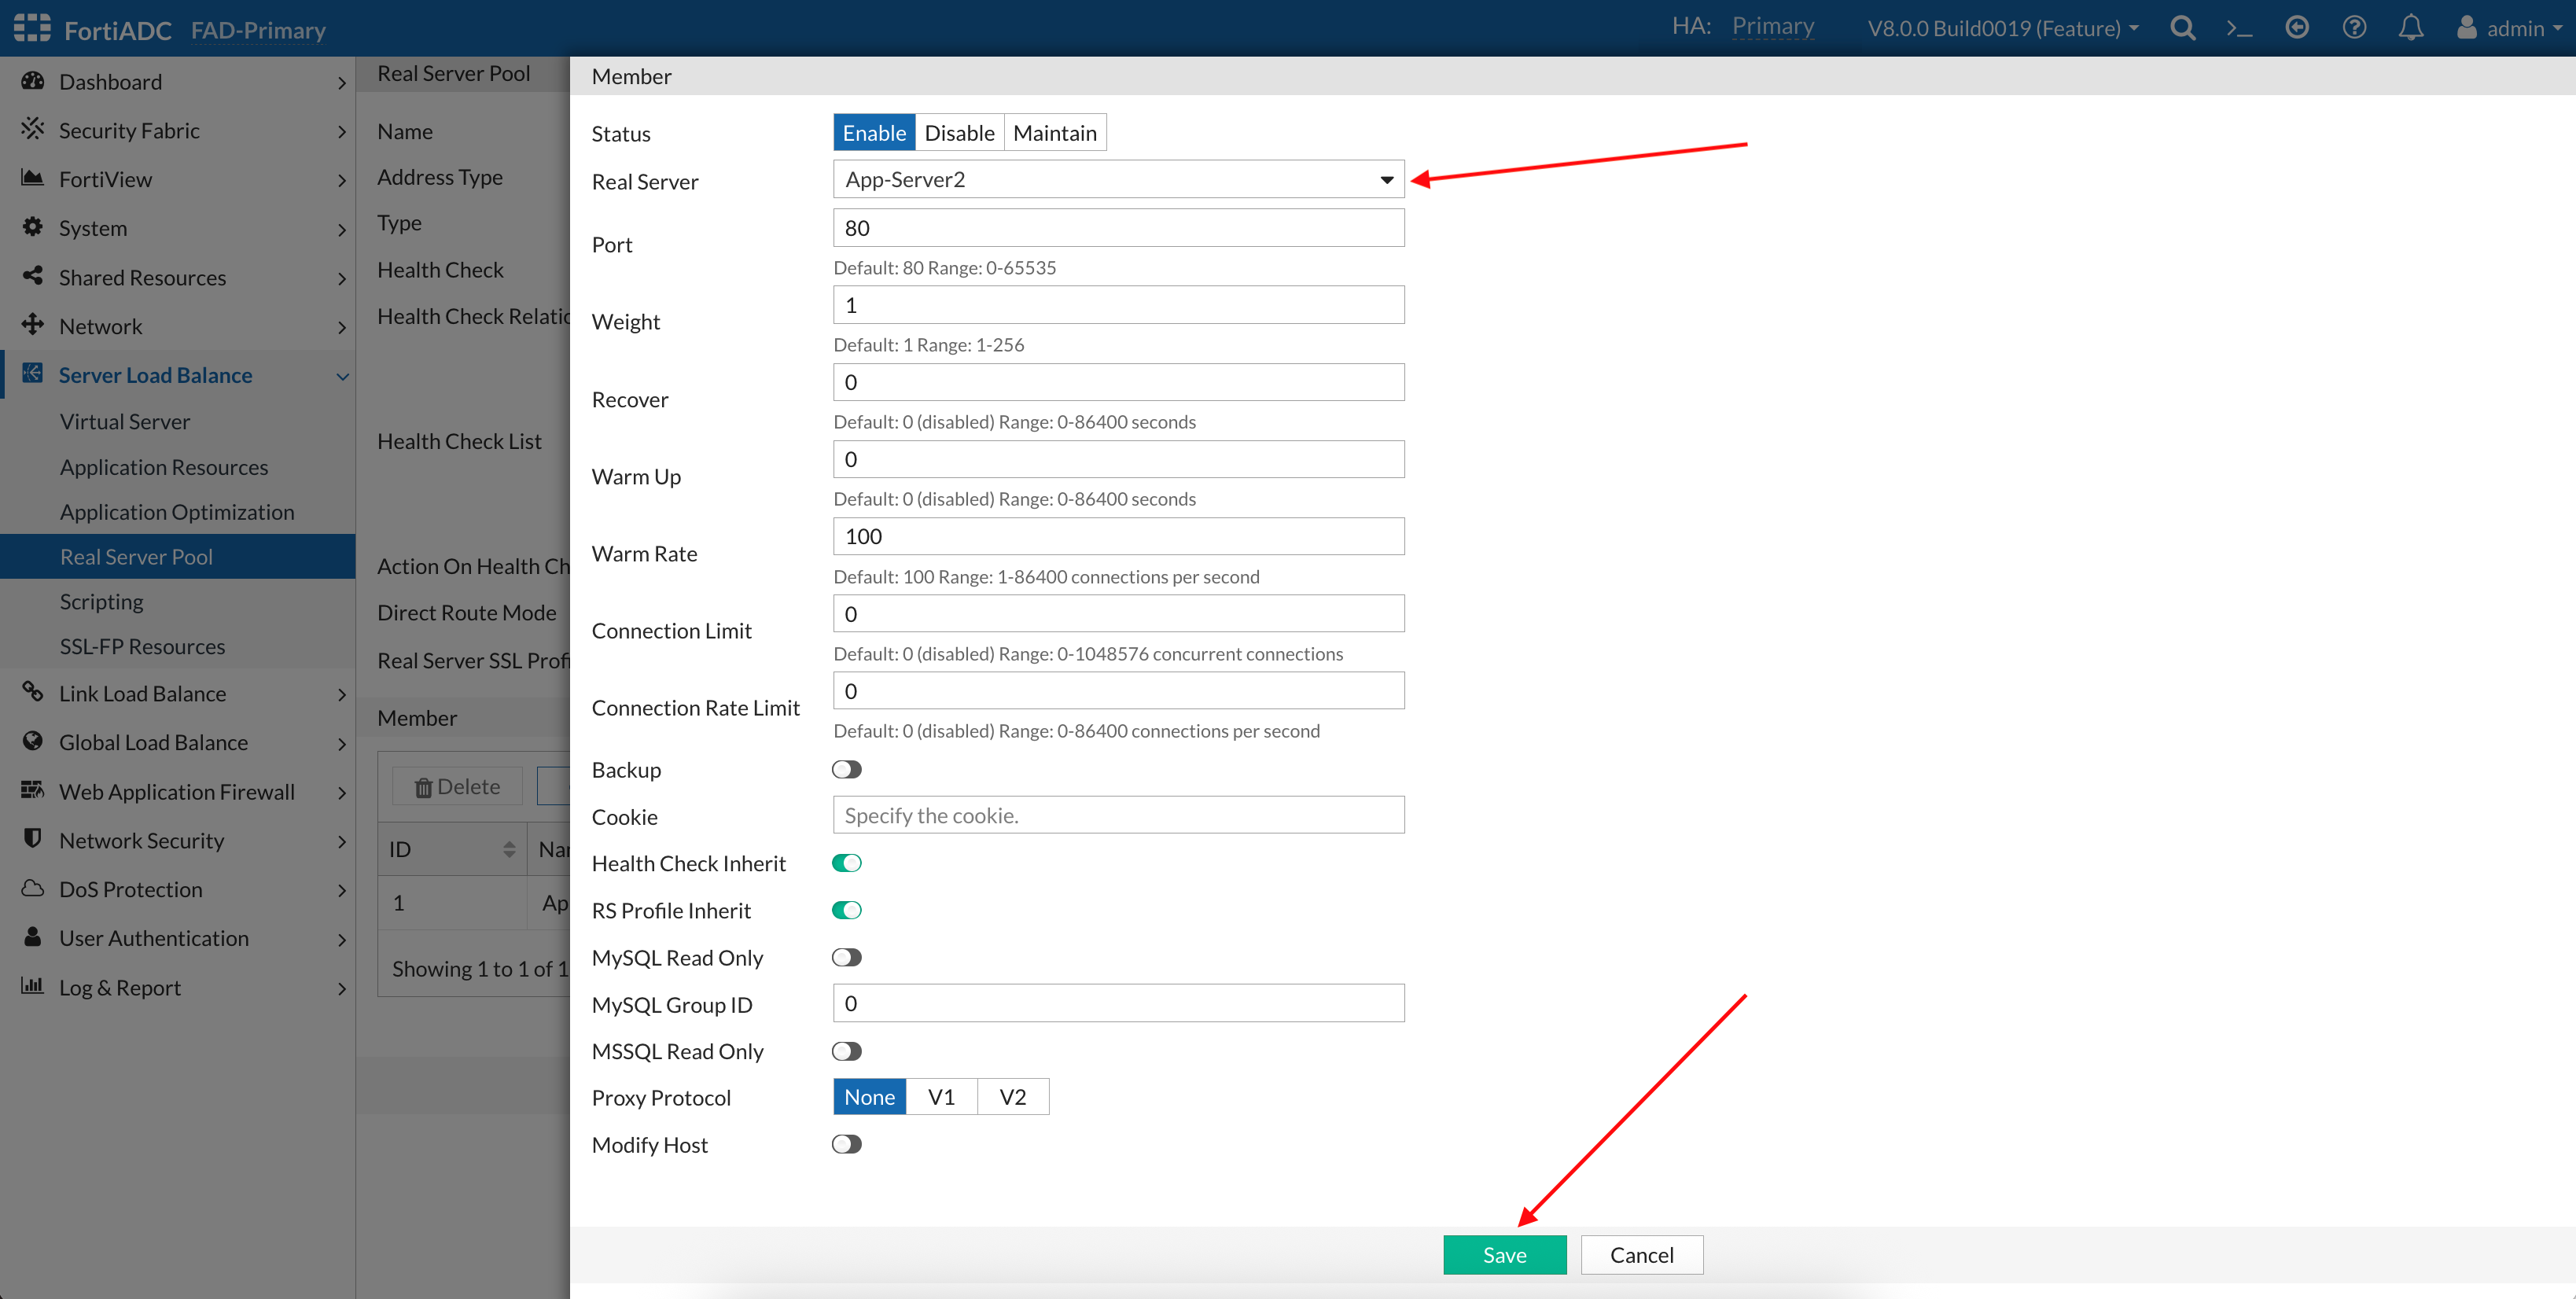 FortiADC FAD-Primary HA: Primary V8.0.0 Build0019 (Feature) admin
Dashboard
Security Fabric
FortiView
System
Shared Resources
Network
Server Load Balance
Virtual Server
Application Resources
Application Optimization
Real Server Pool
Scripting
SSL-FP Resources
Link Load Balance
Global Load Balance
Web Application Firewall
Network Security
DoS Protection
User Authentication
Log & Report
Real Server Pool
Name
Address Type
Type
Health Check
Health Check Relatio
Health Check List
Action On Health Ch
Direct Route Mode
Real Server SSL Profi
Member
Delete
ID Nar
1 Ap
Showing 1 to 1 of 1
Member
Status Enable Disable Maintain
Real Server App-Server2
Port 80
Default: 80 Range: 0-65535
Weight 1
Default: 1 Range: 1-256
Recover 0
Default: 0 (disabled) Range: 0-86400 seconds
Warm Up 0
Default: 0 (disabled) Range: 0-86400 seconds
Warm Rate 100
Default: 100 Range: 1-86400 connections per second
Connection Limit 0
Default: 0 (disabled) Range: 0-1048576 concurrent connections
Connection Rate Limit 0
Default: 0 (disabled) Range: 0-86400 connections per second
Backup
Cookie Specify the cookie.
Health Check Inherit
RS Profile Inherit
MySQL Read Only
MySQL Group ID 0
MSSQL Read Only
Proxy Protocol None V1 V2
Modify Host
Save Cancel